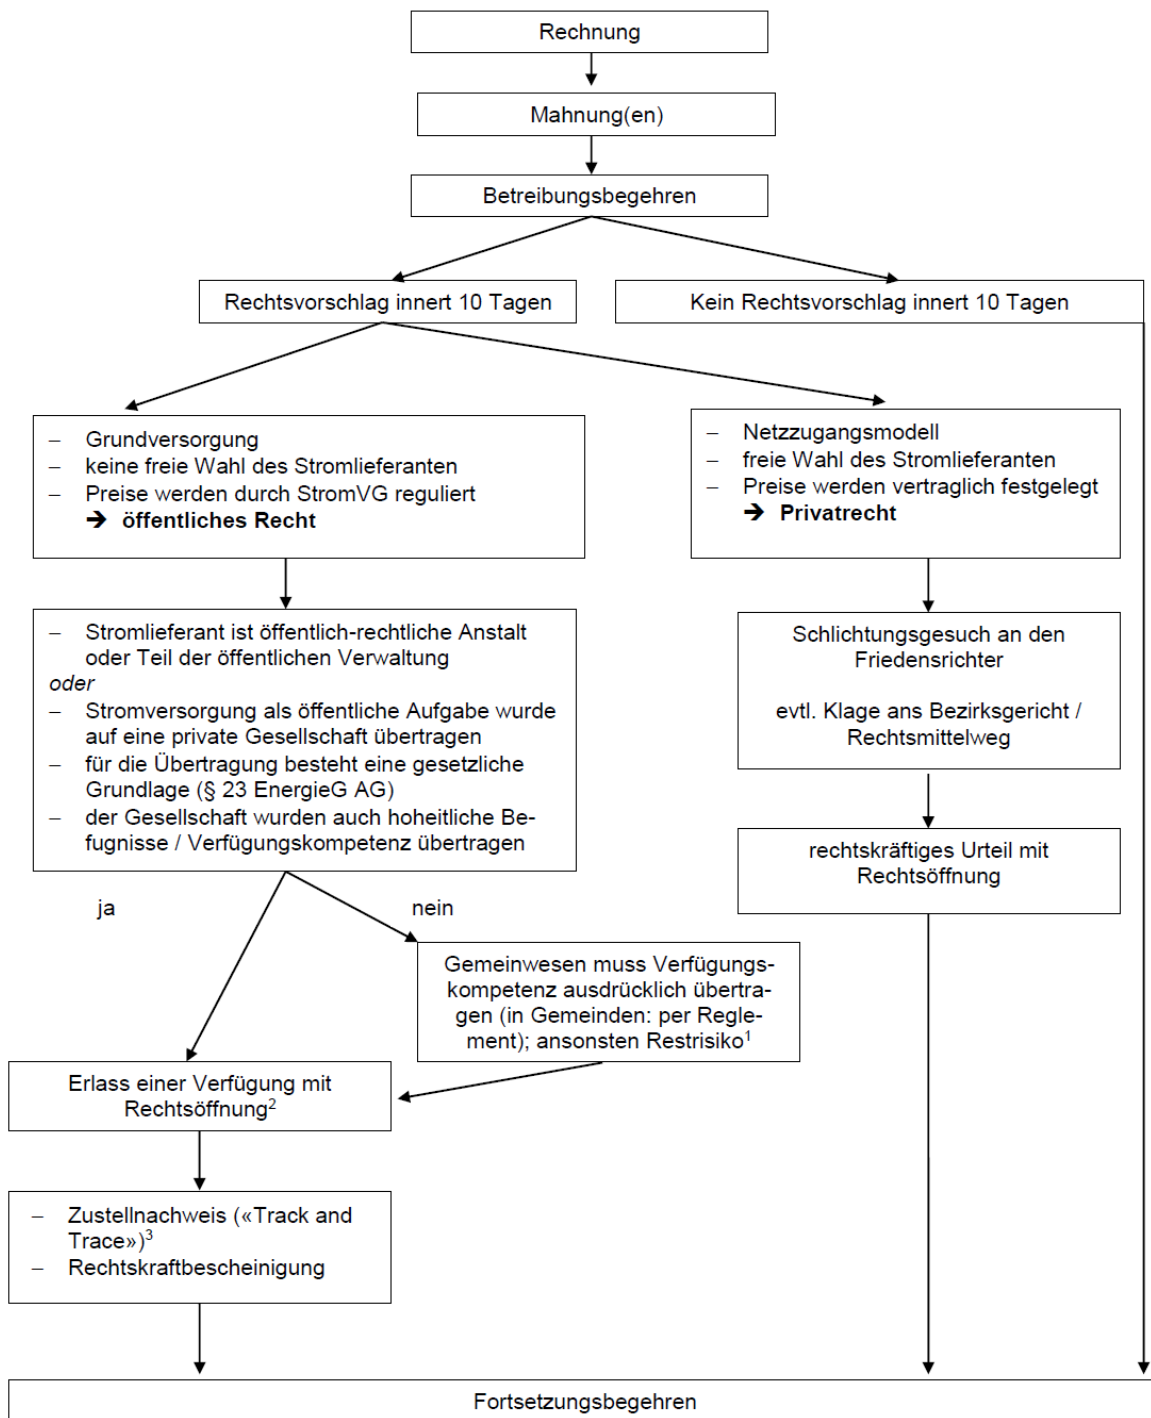 Rechnung
Mahnung(en)
Betreibungsbegehren
Rechtsvorschlag innert 10 Tagen
Kein Rechtsvorschlag innert 10 Tagen
– Grundversorgung
– keine freie Wahl des Stromlieferanten
– Preise werden durch StromVG reguliert
➔ öffentliches Recht
– Netzzugangsmodell
– freie Wahl des Stromlieferanten
– Preise werden vertraglich festgelegt
➔ Privatrecht
– Stromlieferant ist öffentlich-rechtliche Anstalt
oder Teil der öffentlichen Verwaltung
oder
– Stromversorgung als öffentliche Aufgabe wurde
auf eine private Gesellschaft übertragen
– für die Übertragung besteht eine gesetzliche
Grundlage (§ 23 EnergieG AG)
– der Gesellschaft wurden auch hoheitliche Be-
fugnisse / Verfügungskompetenz übertragen
Schlichtungsgesuch an den
Friedensrichter
evtl. Klage ans Bezirksgericht /
Rechtsmittelweg
rechtskräftiges Urteil mit
Rechtsöffnung
ja
nein
Gemeinwesen muss Verfügungs-
kompetenz ausdrücklich übertra-
gen (in Gemeinden: per Regle-
ment); ansonsten Restrisiko¹
Erlass einer Verfügung mit
Rechtsöffnung²
– Zustellnachweis («Track and
Trace»)³
– Rechtskraftbescheinigung
Fortsetzungsbegehren